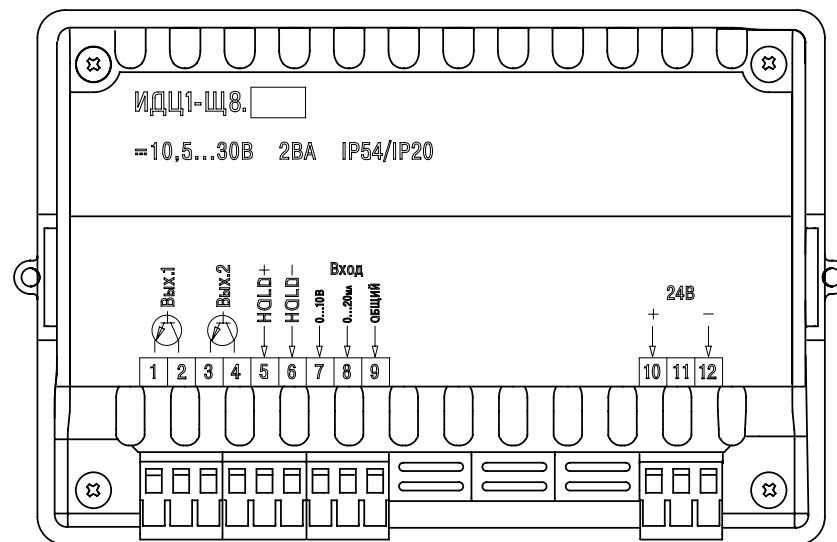 ИДЦ1-Щ8.
=10,5...30В 2ВА IP54/IP20
Вых.1
Вых.2
HOLD+
HOLD-
Вход
0...10В
0...20мА
ОБЩИЙ
24В
+ -
1 2 3 4 5 6 7 8 9 10 11 12